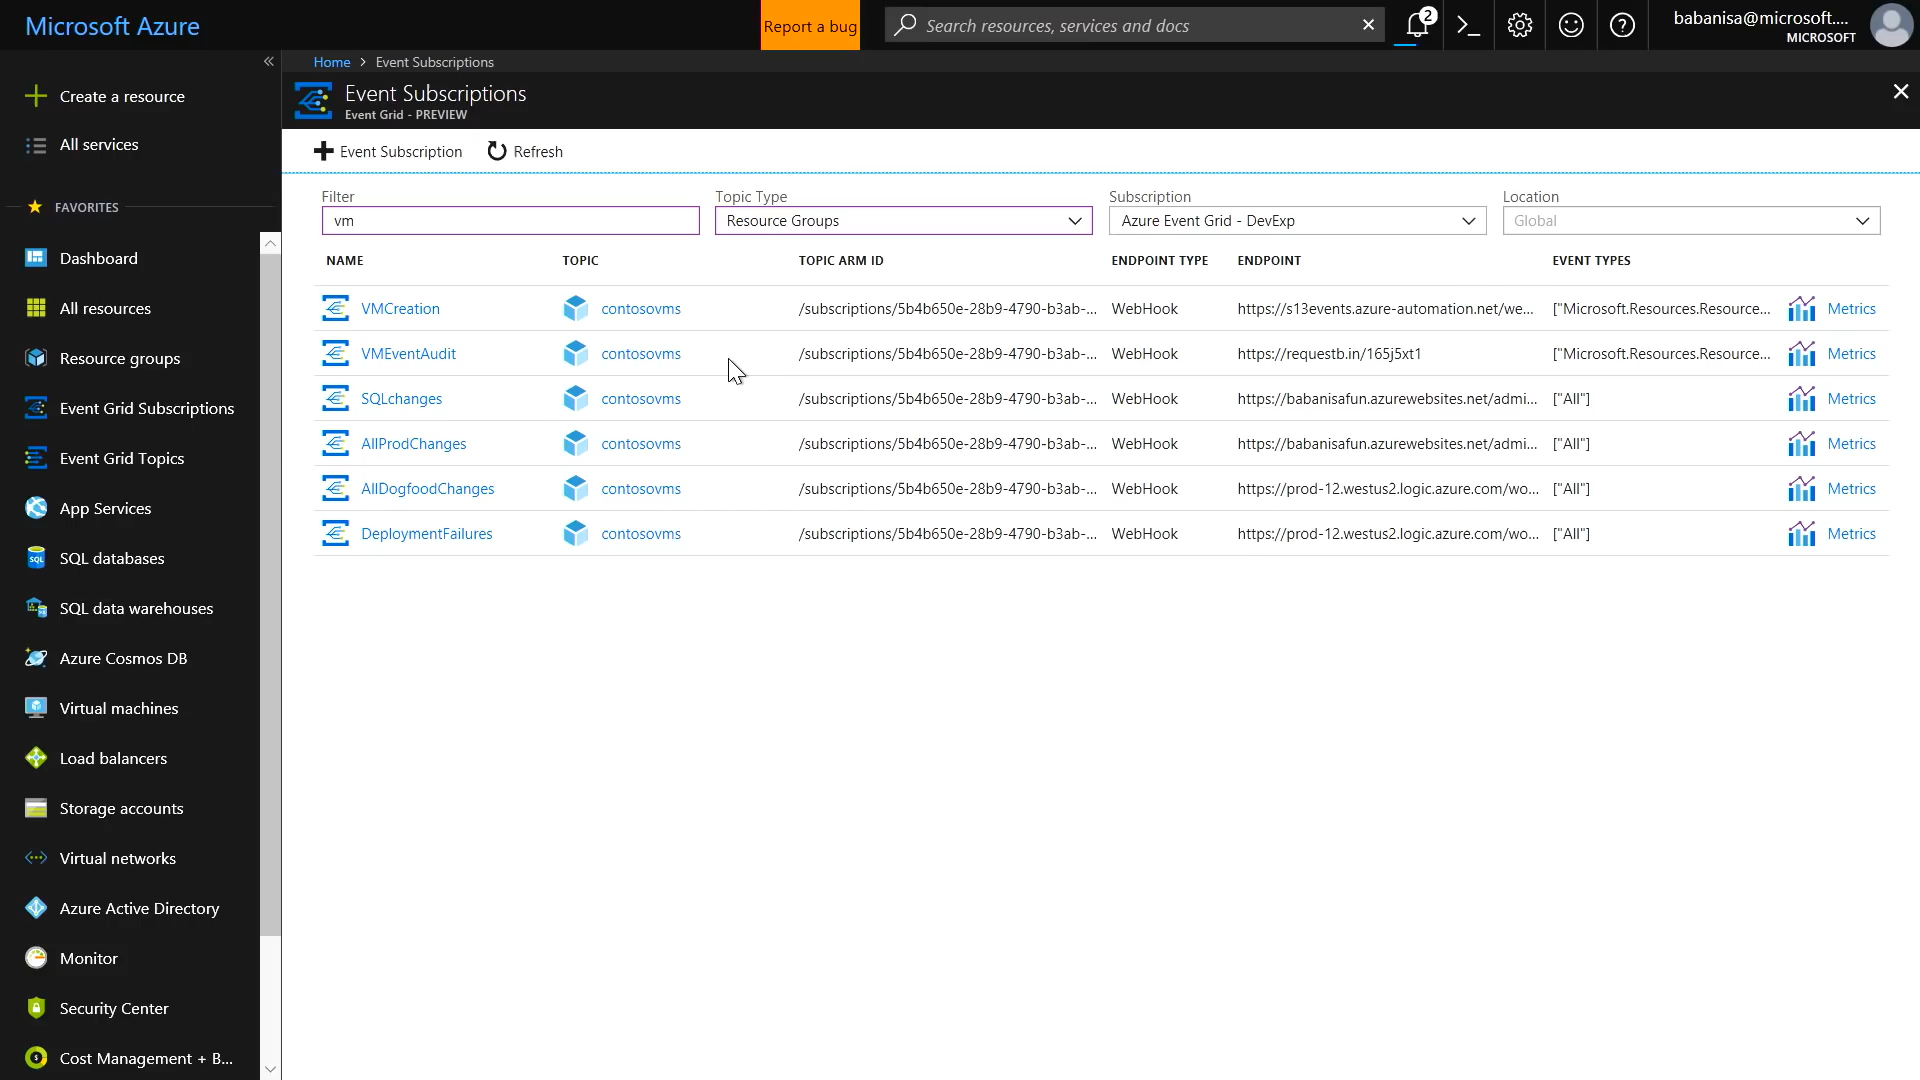 Microsoft Azure
Report a bug
Search resources, services and docs
2
babanisa@microsoft....
MICROSOFT
Create a resource
All services
FAVORITES
Dashboard
All resources
Resource groups
Event Grid Subscriptions
Event Grid Topics
App Services
SQL databases
SQL data warehouses
Azure Cosmos DB
Virtual machines
Load balancers
Storage accounts
Virtual networks
Azure Active Directory
Monitor
Security Center
Cost Management + B...
Home > Event Subscriptions
Event Subscriptions
Event Grid - PREVIEW
Event Subscription Refresh
Filter Topic Type Subscription Location
vm Resource Groups Azure Event Grid - DevExp Global
NAME TOPIC TOPIC ARM ID ENDPOINT TYPE ENDPOINT EVENT TYPES
VMCreation contosovms /subscriptions/5b4b650e-28b9-4790-b3ab-... WebHook https://s13events.azure-automation.net/we... ["Microsoft.Resources.Resource... Metrics
VMEventAudit contosovms /subscriptions/5b4b650e-28b9-4790-b3ab-... WebHook https://requestb.in/165j5xt1 ["Microsoft.Resources.Resource... Metrics
SQLchanges contosovms /subscriptions/5b4b650e-28b9-4790-b3ab-... WebHook https://babanisafun.azurewebsites.net/admi... ["All"] Metrics
AllProdChanges contosovms /subscriptions/5b4b650e-28b9-4790-b3ab-... WebHook https://babanisafun.azurewebsites.net/admi... ["All"] Metrics
AllDogfoodChanges contosovms /subscriptions/5b4b650e-28b9-4790-b3ab-... WebHook https://prod-12.westus2.logic.azure.com/wo... ["All"] Metrics
DeploymentFailures contosovms /subscriptions/5b4b650e-28b9-4790-b3ab-... WebHook https://prod-12.westus2.logic.azure.com/wo... ["All"] Metrics